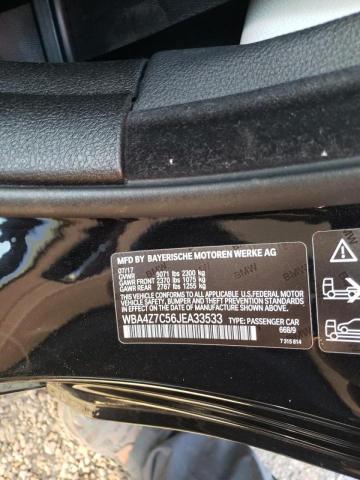 MFD BY BAYERISCHE MOTOREN WERKE AG
07/17
GVWR 5071 lbs 2300 kg
GAWR FRONT 2370 lbs 1075 kg
GAWR REAR 2767 lbs 1255 kg
THIS VEHICLE CONFORMS TO ALL APPLICABLE U.S. FEDERAL MOTOR
VEHICLE SAFETY, BUMPER, AND THEFT PREVENTION STANDARDS
IN EFFECT ON THE DATE OF MANUFACTURE SHOWN ABOVE.
WBA4Z7C56JEA33533 TYPE: PASSENGER CAR
668/9
7 315 814